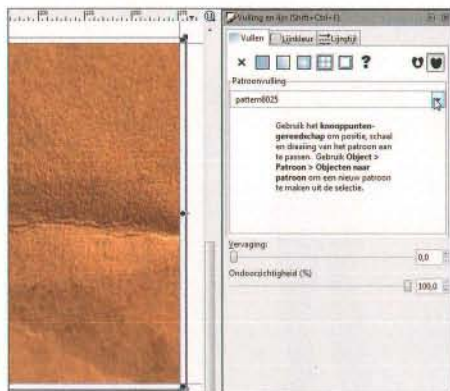 Vulling en lijn (Shift+Ctrl+F)
Vullen Lijnkleur Lijnstijl
Patroonvulling
pattern8025
Gebruik het knooppunten-
gereedschap om positie, schaal
en draaiing van het patroon aan
te passen. Gebruik Object >
Patroon > Objecten naar
patroon om een nieuw patroon
te maken uit de selectie.
Vervaging:
0,0
Ondoorzichtigheid (%)
100,0